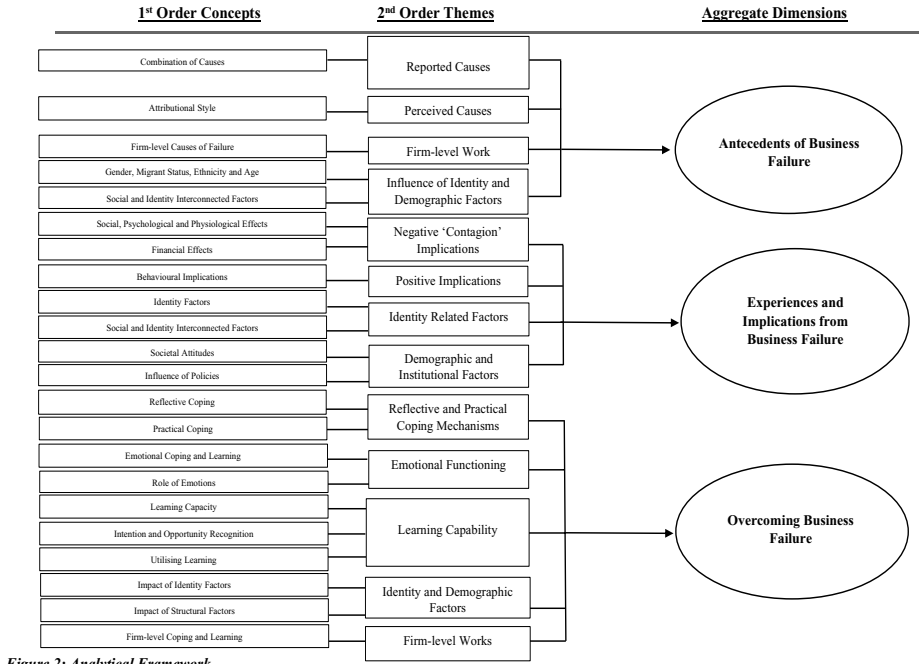 1st Order Concepts
2nd Order Themes
Aggregate Dimensions
Combination of Causes
Attributional Style
Firm-level Causes of Failure
Gender, Migrant Status, Ethnicity and Age
Social and Identity Interconnected Factors
Social, Psychological and Physiological Effects
Financial Effects
Behavioural Implications
Identity Factors
Social and Identity Interconnected Factors
Societal Attitudes
Influence of Policies
Reflective Coping
Practical Coping
Emotional Coping and Learning
Role of Emotions
Learning Capacity
Intention and Opportunity Recognition
Utilising Learning
Impact of Identity Factors
Impact of Structural Factors
Firm-level Coping and Learning
Reported Causes
Perceived Causes
Firm-level Work
Influence of Identity and
Demographic Factors
Negative ‘Contagion’
Implications
Positive Implications
Identity Related Factors
Demographic and
Institutional Factors
Reflective and Practical
Coping Mechanisms
Emotional Functioning
Learning Capability
Identity and Demographic
Factors
Firm-level Works
Antecedents of Business
Failure
Experiences and
Implications from
Business Failure
Overcoming Business
Failure
Figure 2: Analytical Framework